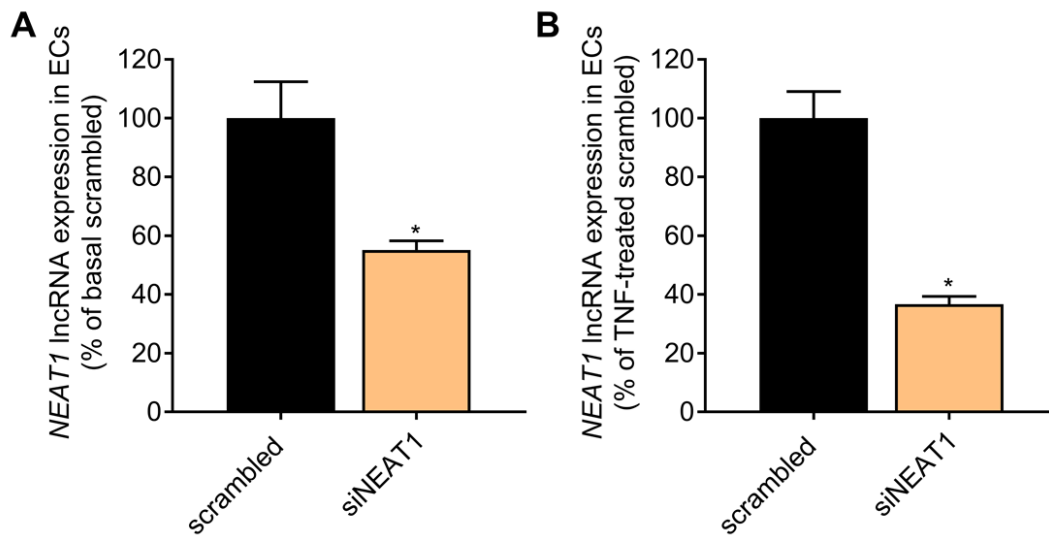 A
NEAT1 lncRNA expression in ECs
(% of basal scrambled)
120
100
80
60
40
20
0
*
scrambled
siNEAT1
B
NEAT1 lncRNA expression in ECs
(% of TNF-treated scrambled)
120
100
80
60
40
20
0
*
scrambled
siNEAT1